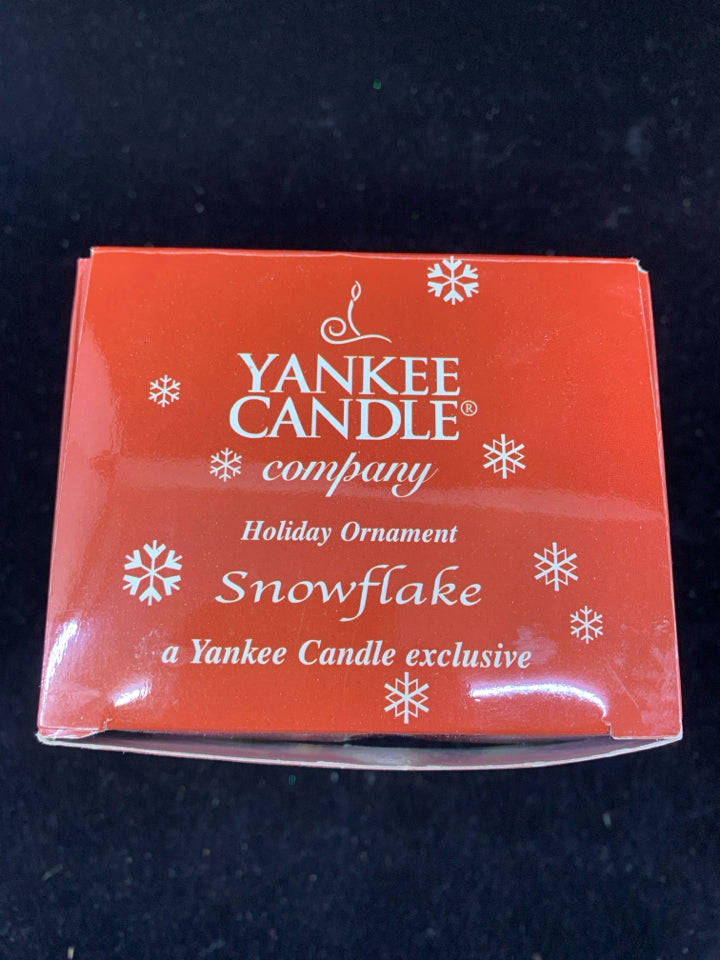 YANKEE
CANDLE®
company
Holiday Ornament
Snowflake
a Yankee Candle exclusive